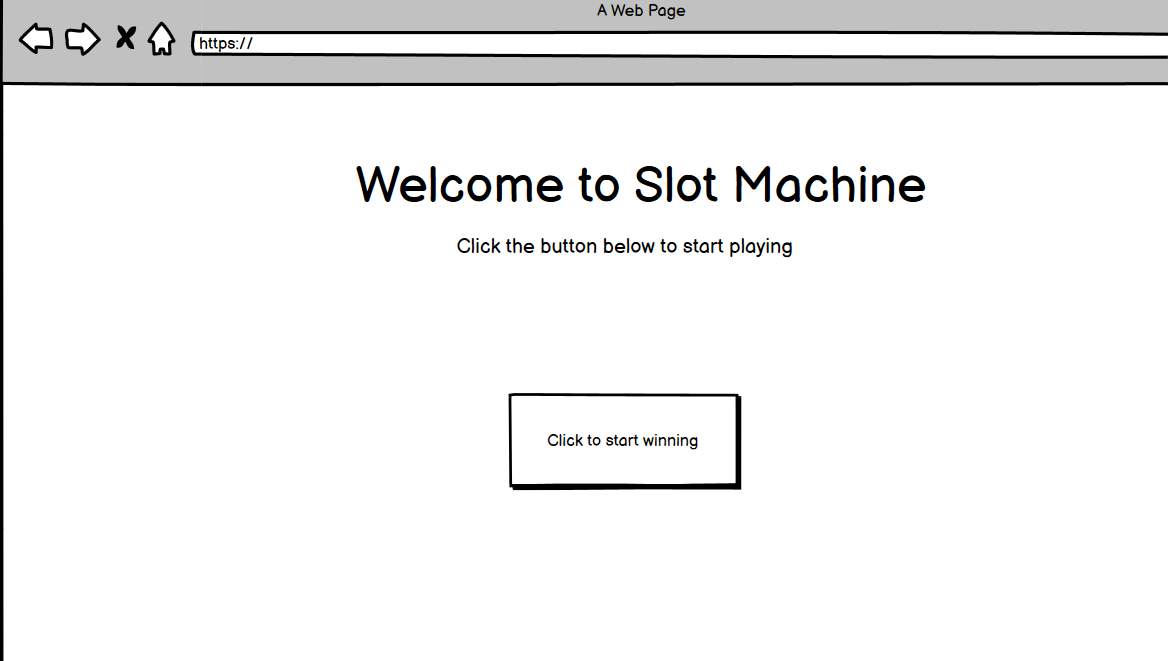 A Web Page
https://
Welcome to Slot Machine
Click the button below to start playing
Click to start winning